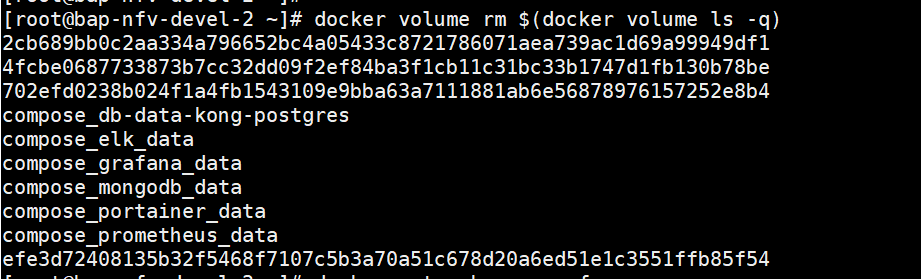 [root@bap-nfv-devel-2 ~]# docker volume rm $(docker volume ls -q)
2cb689bb0c2aa334a796652bc4a05433c8721786071aea739ac1d69a99949df1
4fcbe0687733873b7cc32dd09f2ef84ba3f1cb11c31bc33b1747d1fb130b78be
702efd0238b024f1a4fb1543109e9bba63a7111881ab6e56878976157252e8b4
compose_db-data-kong-postgres
compose_elk_data
compose_grafana_data
compose_mongodb_data
compose_portainer_data
compose_prometheus_data
efe3d72408135b32f5468f7107c5b3a70a51c678d20a6ed51e1c3551ffb85f54